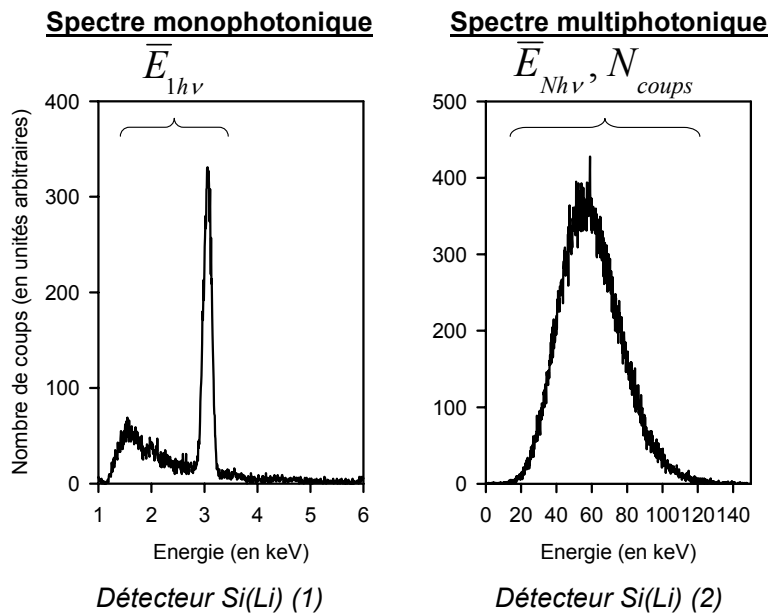 Spectre monophotonique
E̅1hν
Nombre de coups (en unités arbitraires)
400
300
200
100
0
1 2 3 4 5 6
Energie (en keV)
Détecteur Si(Li) (1)
Spectre multiphotonique
E̅Nhν, Ncoups
500
400
300
200
100
0
0 20 40 60 80 100 120 140
Energie (en keV)
Détecteur Si(Li) (2)